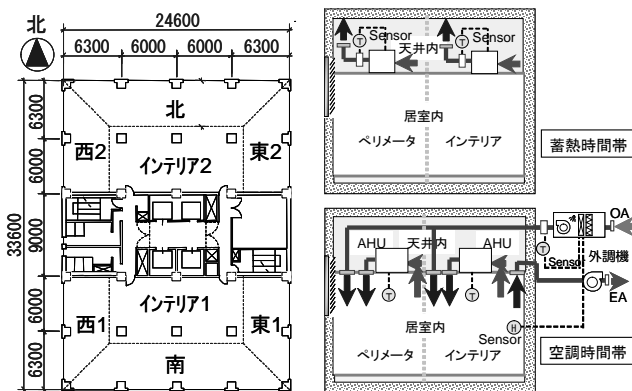 北
24600
6300 6000 6000 6300
33600
6300
6000
9000
6000
6300
北
西2
インテリア2
東2
インテリア1
西1
東1
南
T Sensor
T Sensor
天井内
居室内
ペリメータ インテリア
蓄熱時間帯
OA
AHU 天井内 AHU
T Sensor
外調機
EA
T
T
居室内
H
Sensor
ペリメータ インテリア
空調時間帯